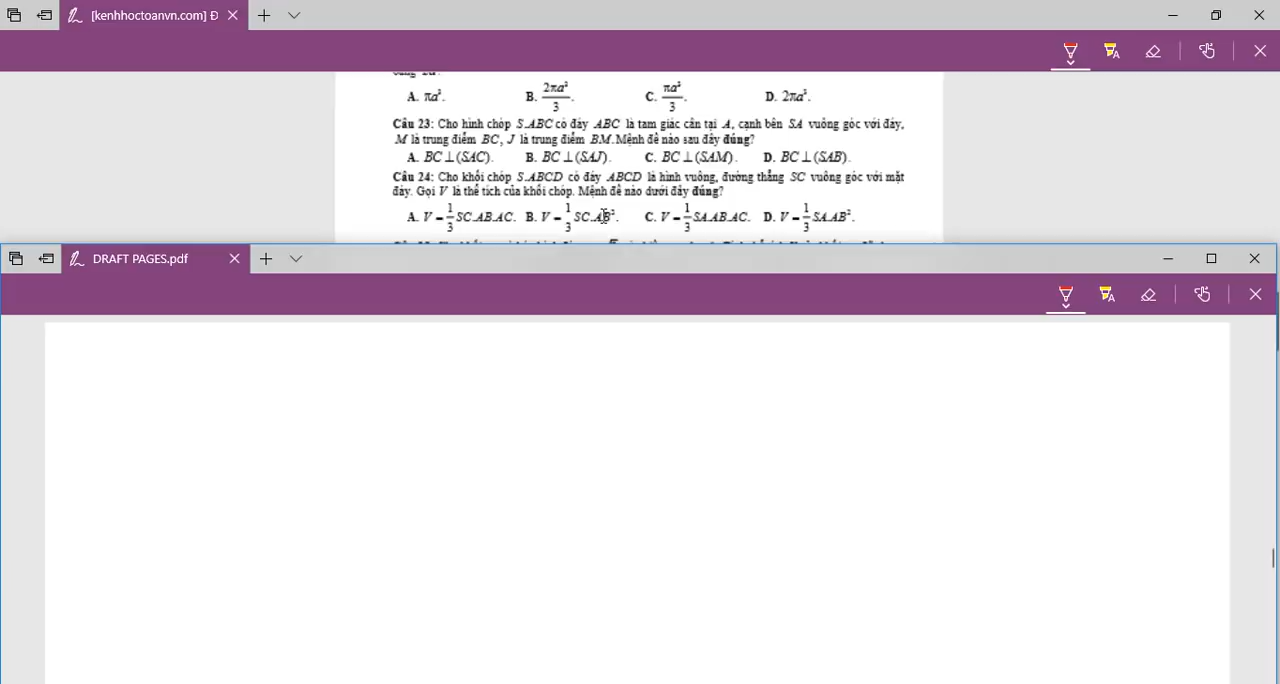 [kenhhoctoanvn.com] Đ
A. πa².
B. 2πa²/3.
C. πa²/3.
D. 2πa².
Câu 23: Cho hình chóp S.ABC có đáy ABC là tam giác cân tại A, cạnh bên SA vuông góc với đáy,
M là trung điểm BC, J là trung điểm BM. Mệnh đề nào sau đây đúng?
A. BC⊥(SAC). B. BC⊥(SAJ). C. BC⊥(SAM). D. BC⊥(SAB).
Câu 24: Cho khối chóp S.ABCD có đáy ABCD là hình vuông, đường thẳng SC vuông góc với mặt
đáy. Gọi V là thể tích của khối chóp. Mệnh đề nào dưới đây đúng?
A. V = 1/3 SC.AB.AC. B. V = 1/3 SC.AB². C. V = 1/3 SA.AB.AC. D. V = 1/3 SA.AB².
DRAFT PAGES.pdf